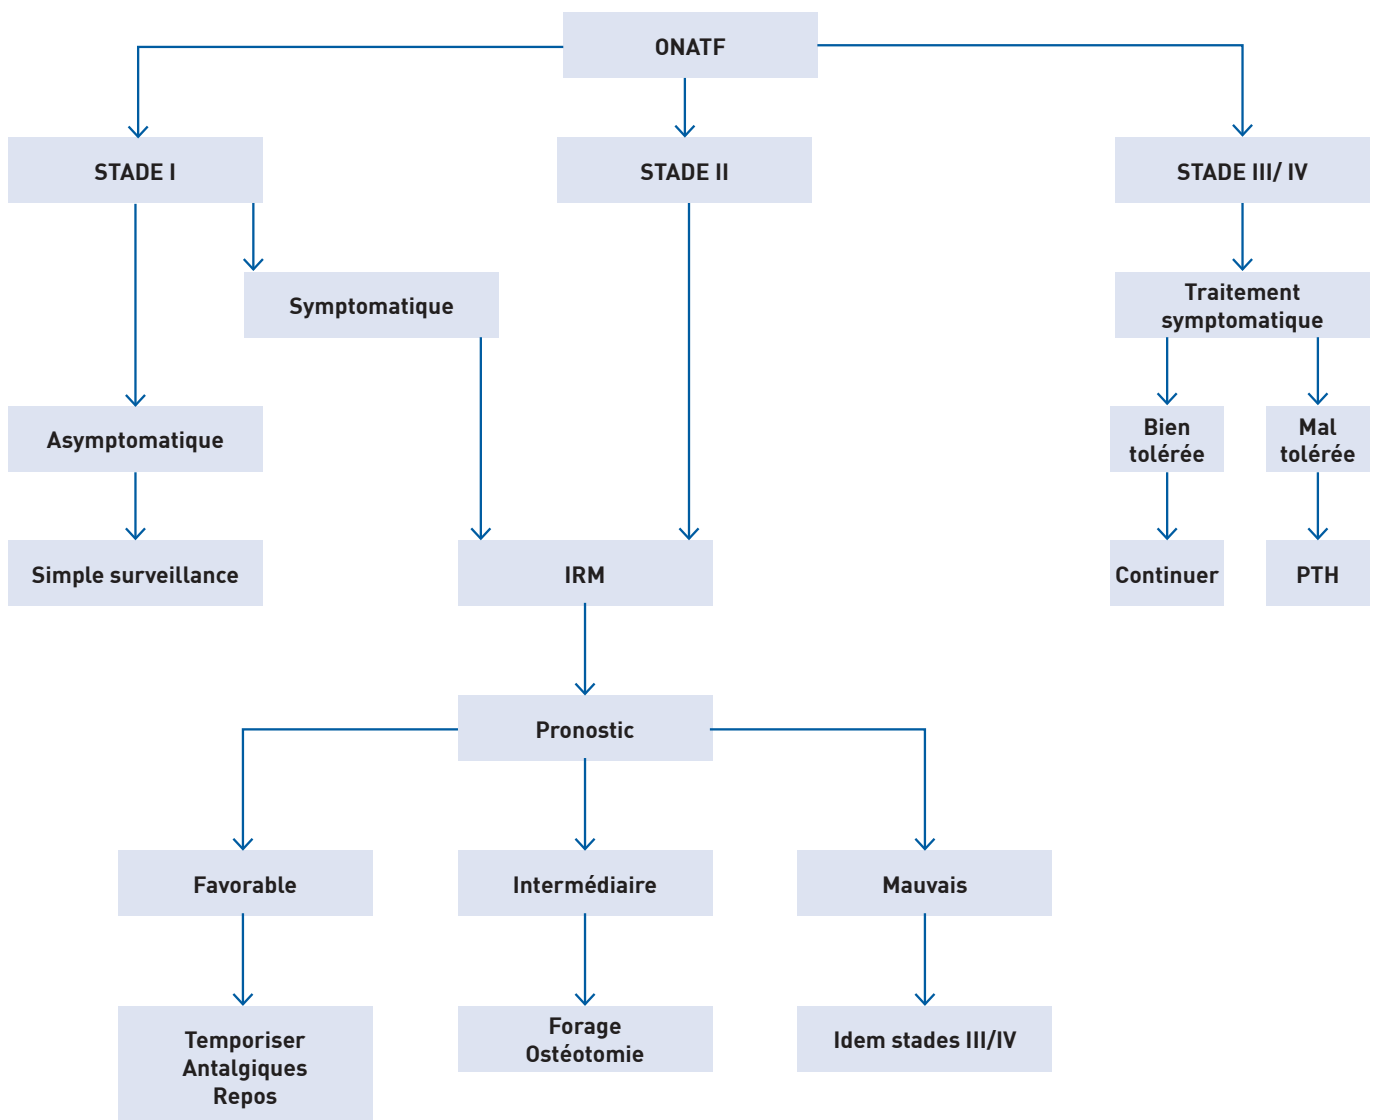 ONATF
STADE I
STADE II
STADE III/ IV
Symptomatique
Traitement
symptomatique
Asymptomatique
Bien
tolérée
Mal
tolérée
Simple surveillance
IRM
Continuer
PTH
Pronostic
Favorable
Intermédiaire
Mauvais
Temporiser
Antalgiques
Repos
Forage
Ostéotomie
Idem stades III/IV